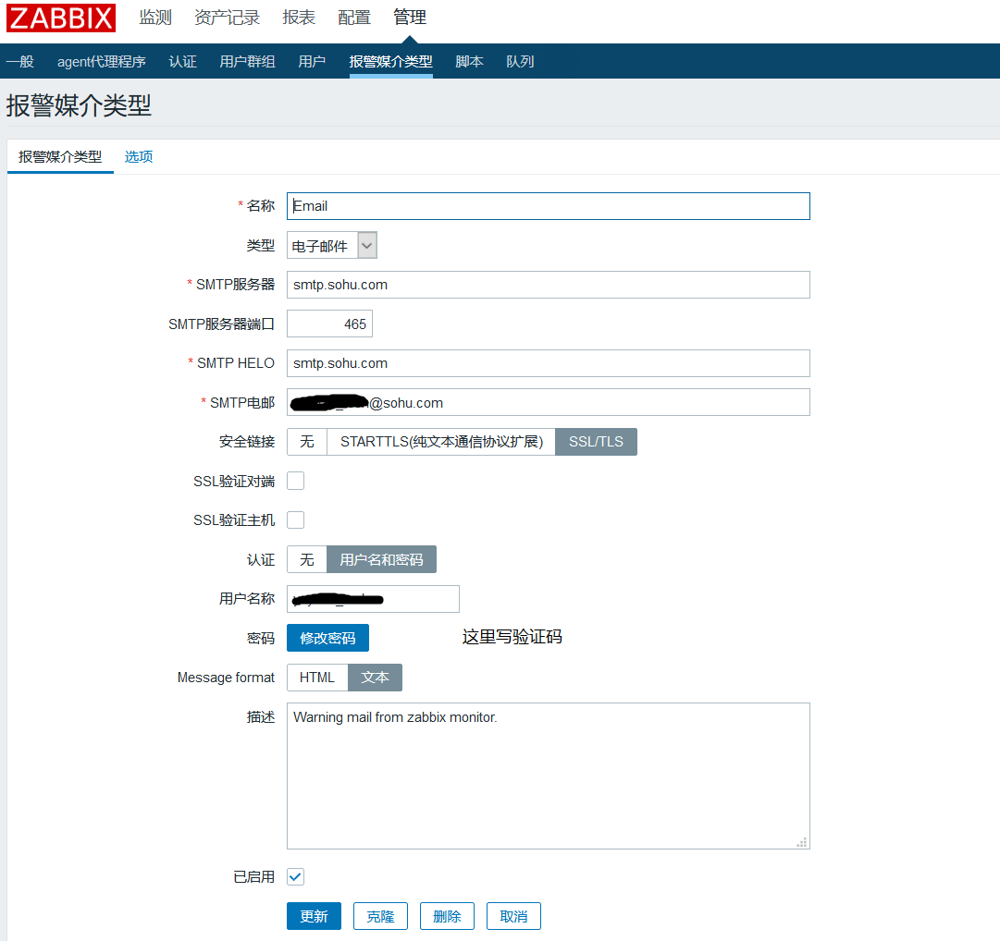 ZABBIX 监测 资产记录 报表 配置 管理
一般 agent代理程序 认证 用户群组 用户 报警媒介类型 脚本 队列
报警媒介类型
报警媒介类型 选项
* 名称 Email
类型 电子邮件
* SMTP服务器 smtp.sohu.com
SMTP服务器端口 465
* SMTP HELO smtp.sohu.com
* SMTP电邮 @sohu.com
安全链接 无 STARTTLS(纯文本通信协议扩展) SSL/TLS
SSL验证对端
SSL验证主机
认证 无 用户名和密码
用户名称
密码 修改密码 这里写验证码
Message format HTML 文本
描述 Warning mail from zabbix monitor.
已启用
更新 克隆 删除 取消